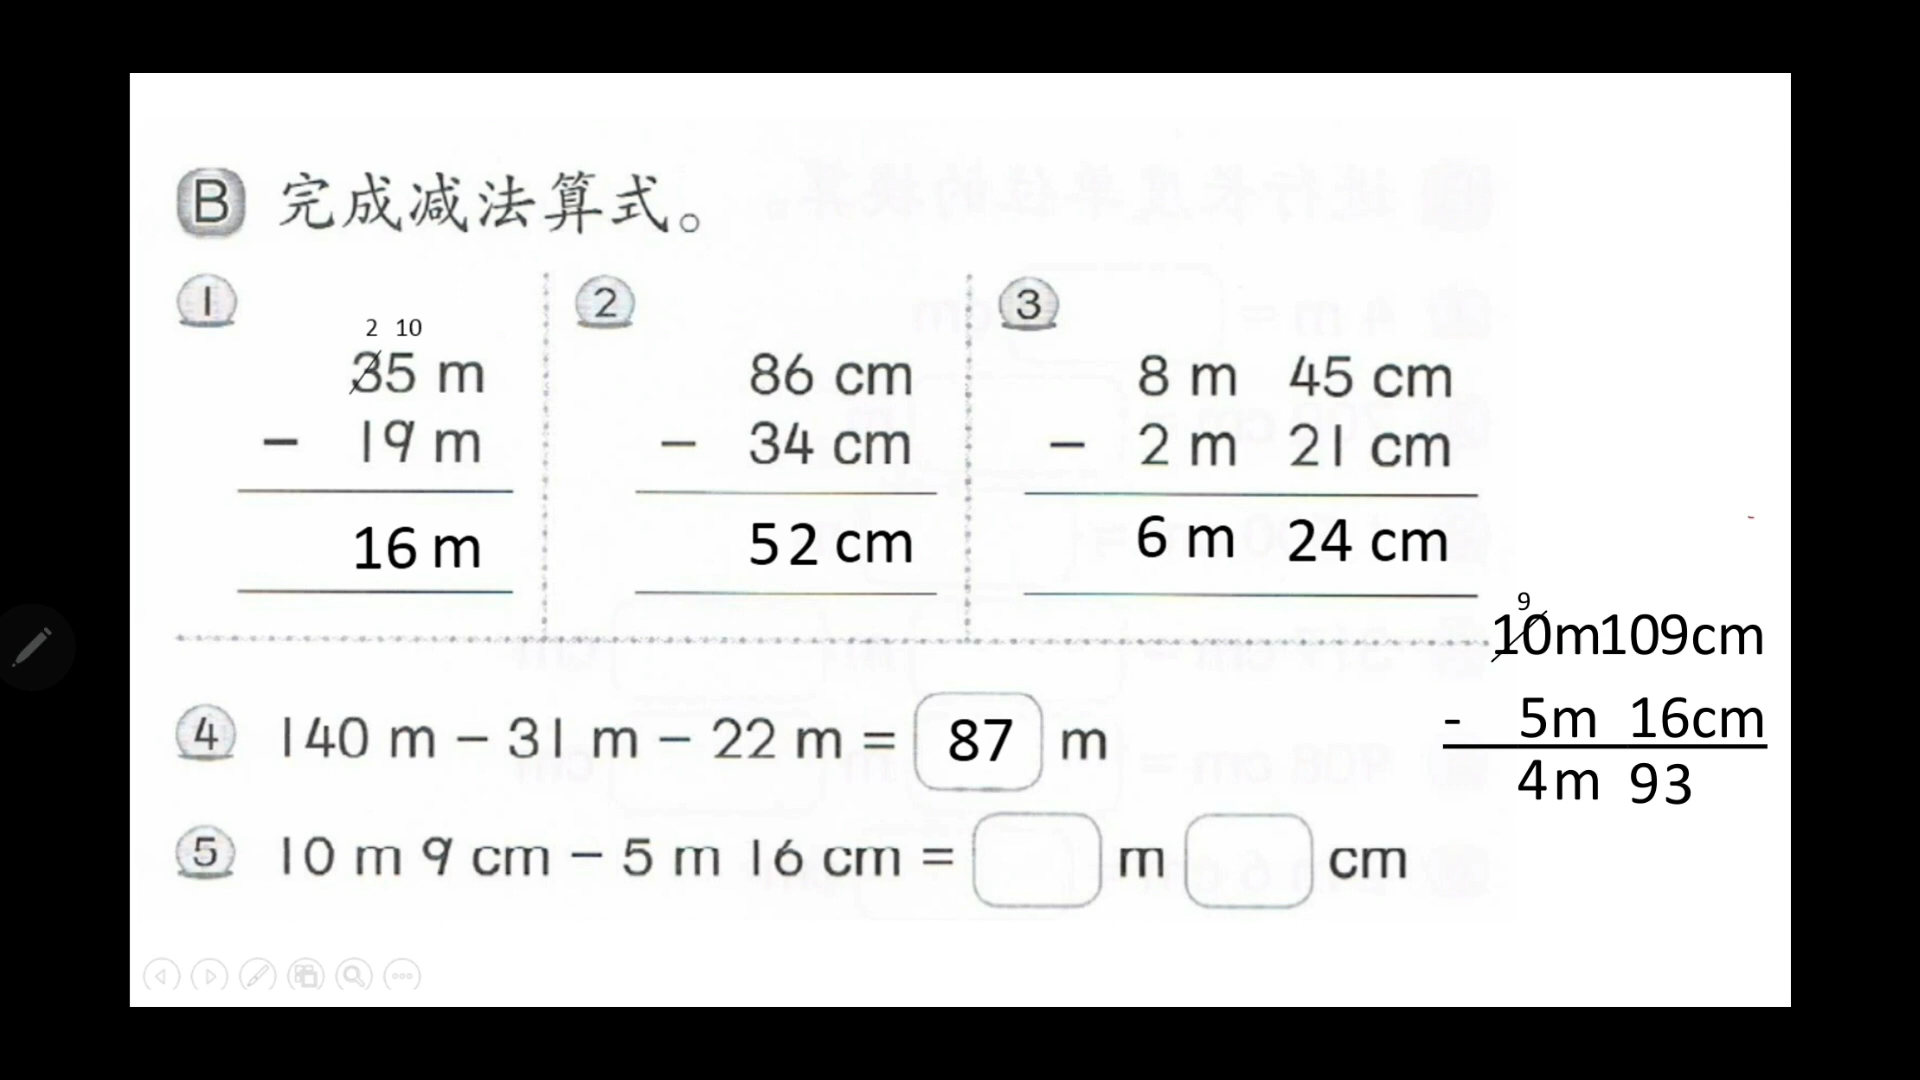 B 完成减法算式。
1
2 10
35 m
− 19 m
16 m
2
86 cm
− 34 cm
52 cm
3
8 m 45 cm
− 2 m 21 cm
6 m 24 cm
4 140 m − 31 m − 22 m = 87 m
5 10 m 9 cm − 5 m 16 cm = m cm
9
10m109cm
- 5m 16cm
4m 93